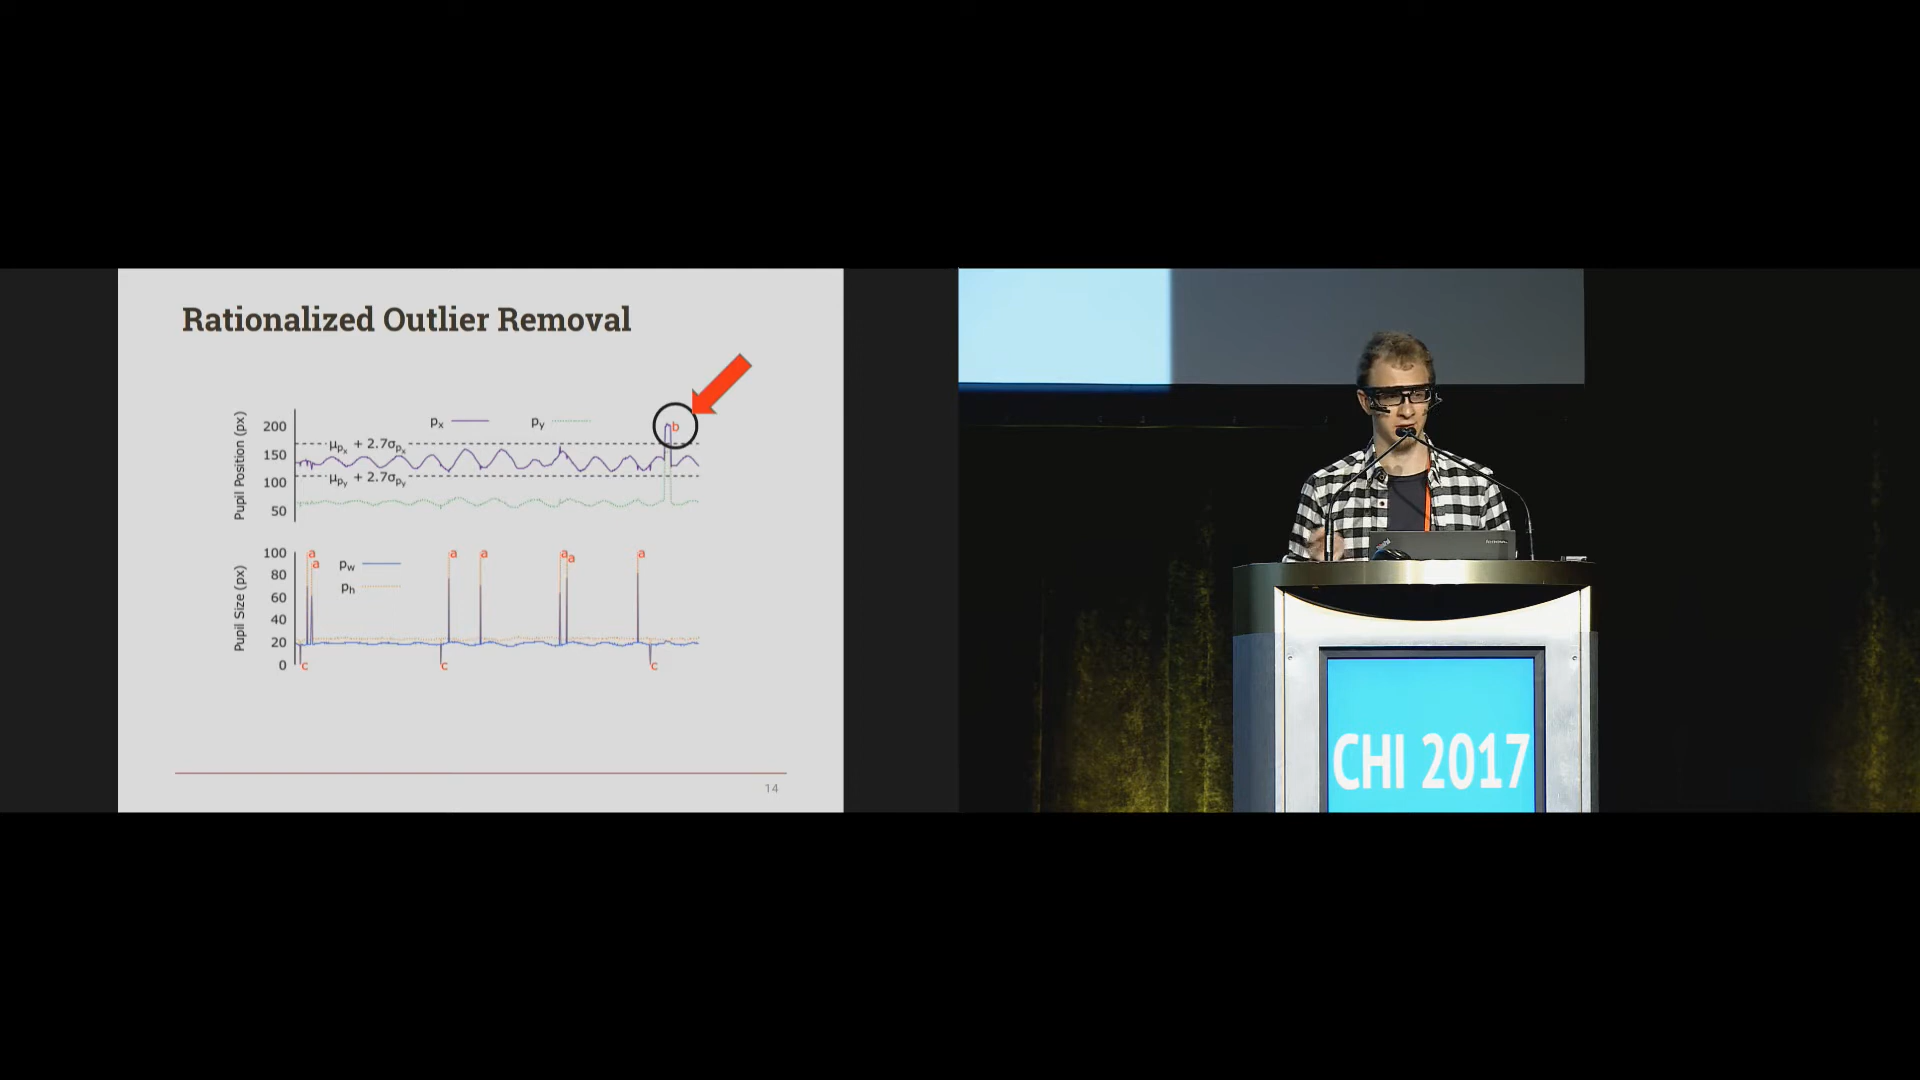 Rationalized Outlier Removal
Pupil Position (px)
200
150
100
50
px
py
b
μpx + 2.7σpx
μpy + 2.7σpy
Pupil Size (px)
100
80
60
40
20
0
pw
ph
a
a
a
a
a
a
a
c
c
c
14
CHI 2017